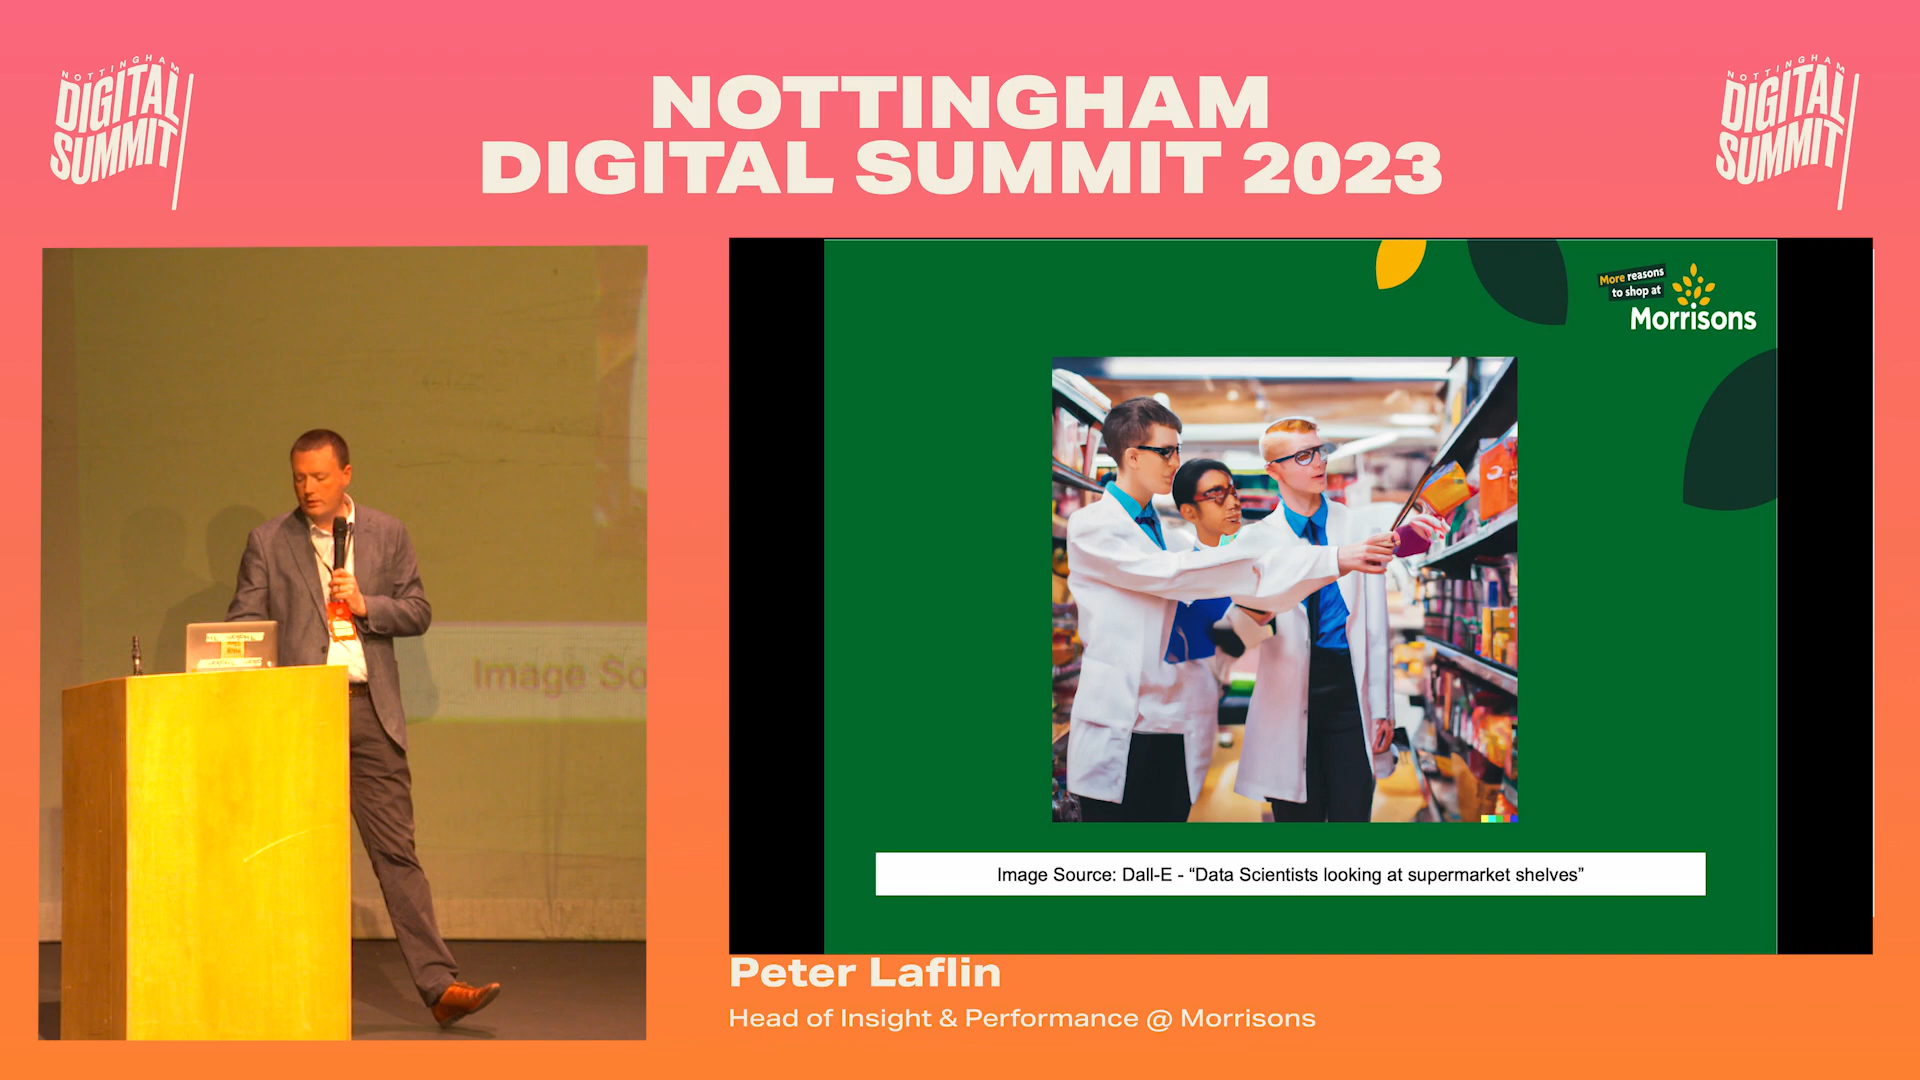 NOTTINGHAM
DIGITAL
SUMMIT
NOTTINGHAM
DIGITAL SUMMIT 2023
NOTTINGHAM
DIGITAL
SUMMIT
More reasons
to shop at
Morrisons
Image So
Image Source: Dall-E - “Data Scientists looking at supermarket shelves”
Peter Laflin
Head of Insight & Performance @ Morrisons